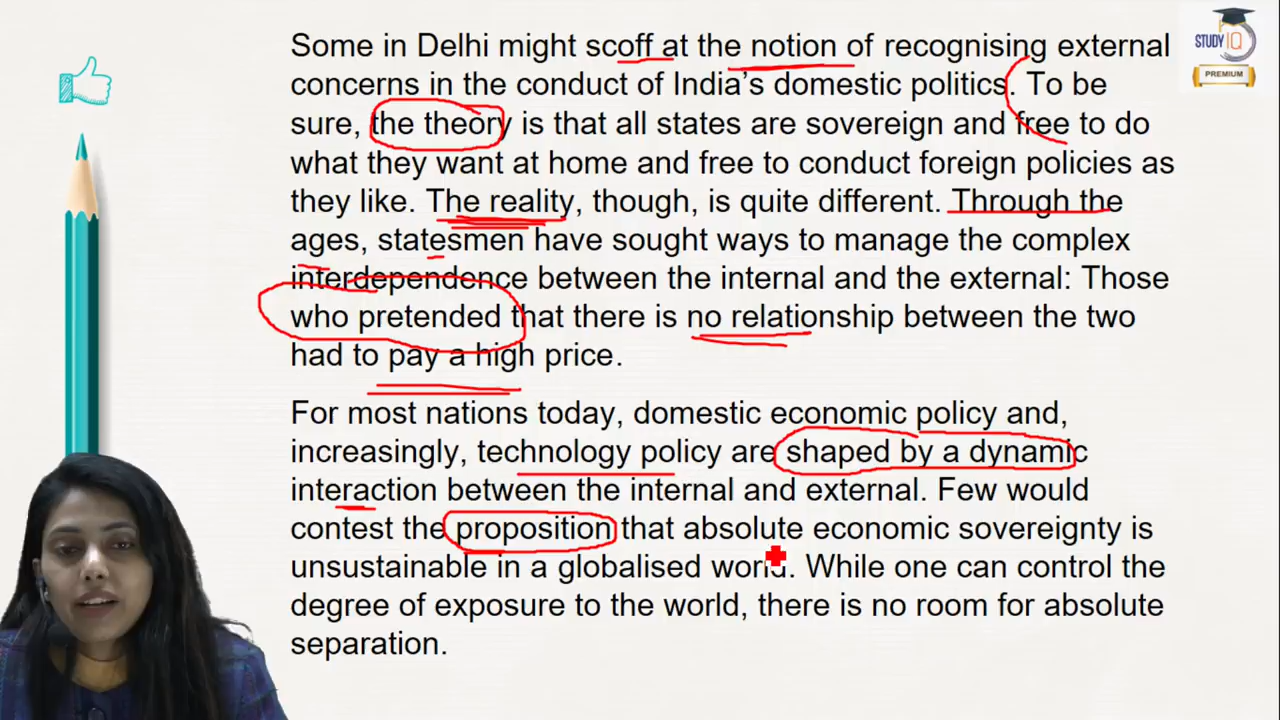 STUDY IQ
PREMIUM
Some in Delhi might scoff at the notion of recognising external
concerns in the conduct of India's domestic politics. To be
sure, the theory is that all states are sovereign and free to do
what they want at home and free to conduct foreign policies as
they like. The reality, though, is quite different. Through the
ages, statesmen have sought ways to manage the complex
interdependence between the internal and the external: Those
who pretended that there is no relationship between the two
had to pay a high price.
For most nations today, domestic economic policy and,
increasingly, technology policy are shaped by a dynamic
interaction between the internal and external. Few would
contest the proposition that absolute economic sovereignty is
unsustainable in a globalised world. While one can control the
degree of exposure to the world, there is no room for absolute
separation.